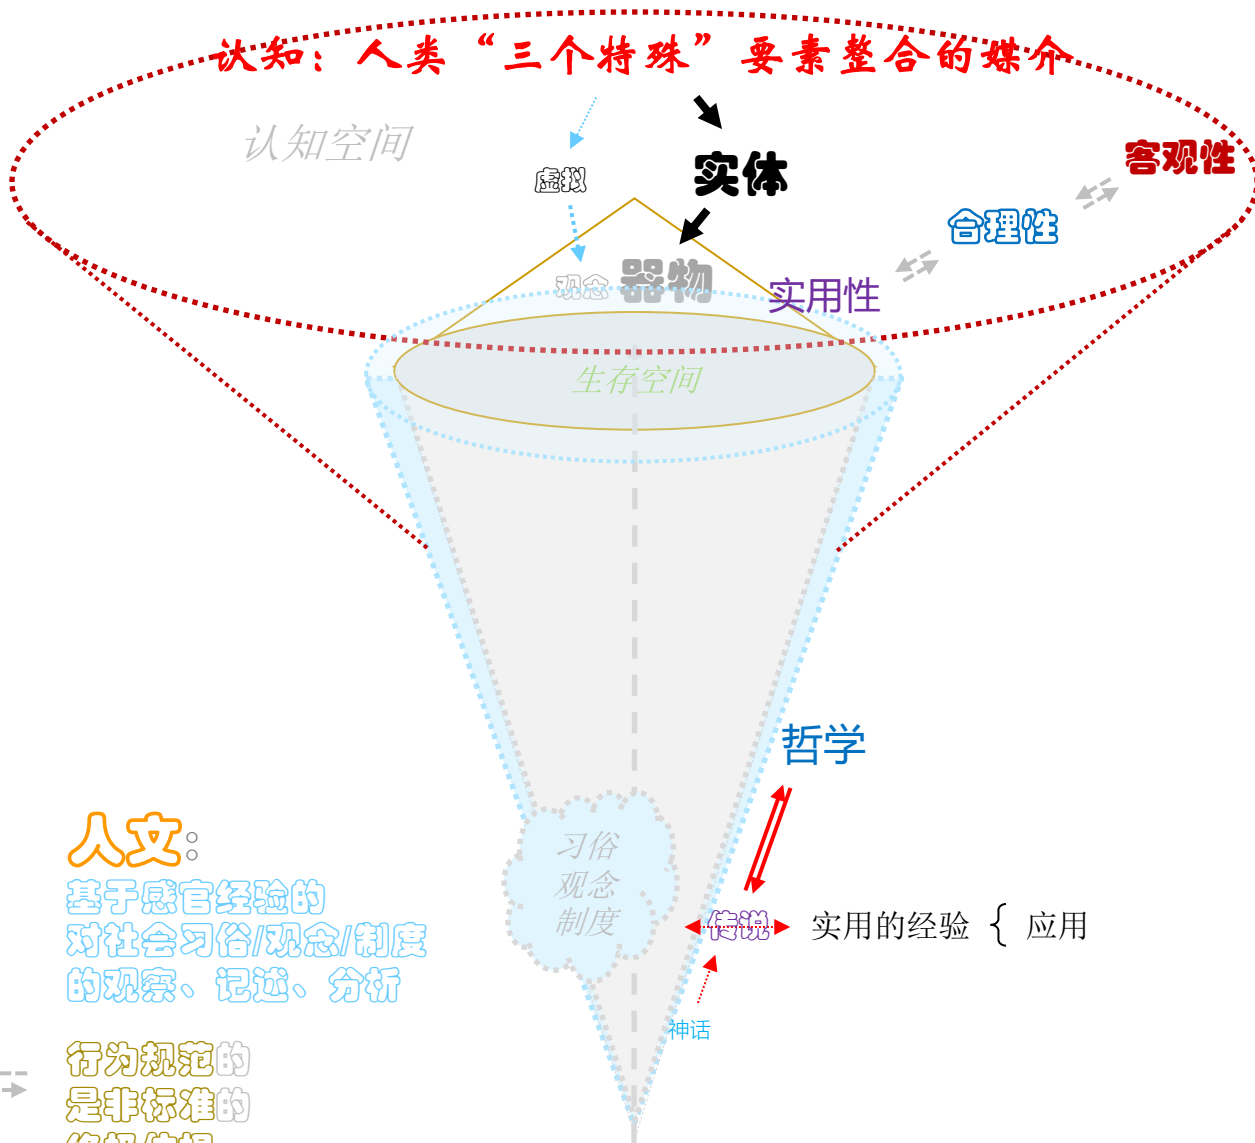 认知：人类“三个特殊”要素整合的媒介
认知空间
客观性
虚拟
实体
合理性
观念
器物
实用性
生存空间
哲学
习俗
观念
制度
传说
实用的经验 { 应用
神话
人文：
基于感官经验的
对社会习俗/观念/制度
的观察、记述、分析
行为规范的
是非标准的